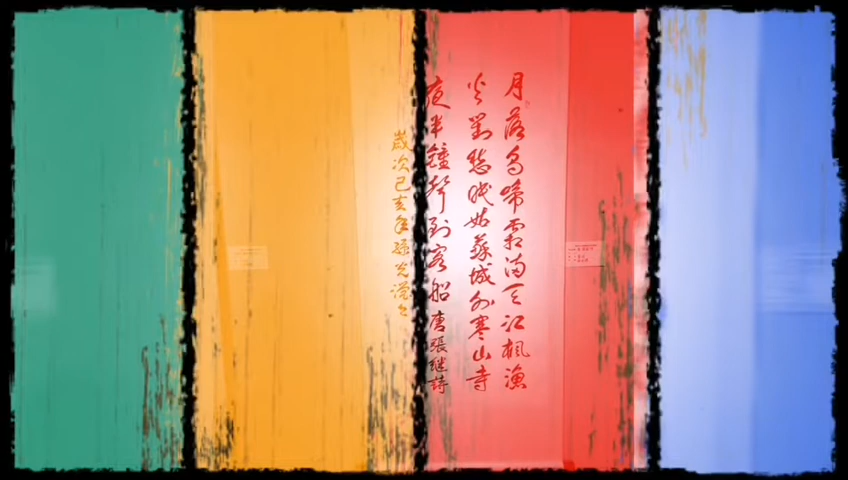 月落烏啼霜滿天江楓漁
火對愁眠姑蘇城外寒山寺
夜半鐘聲到客船唐張繼詩
歲次己亥